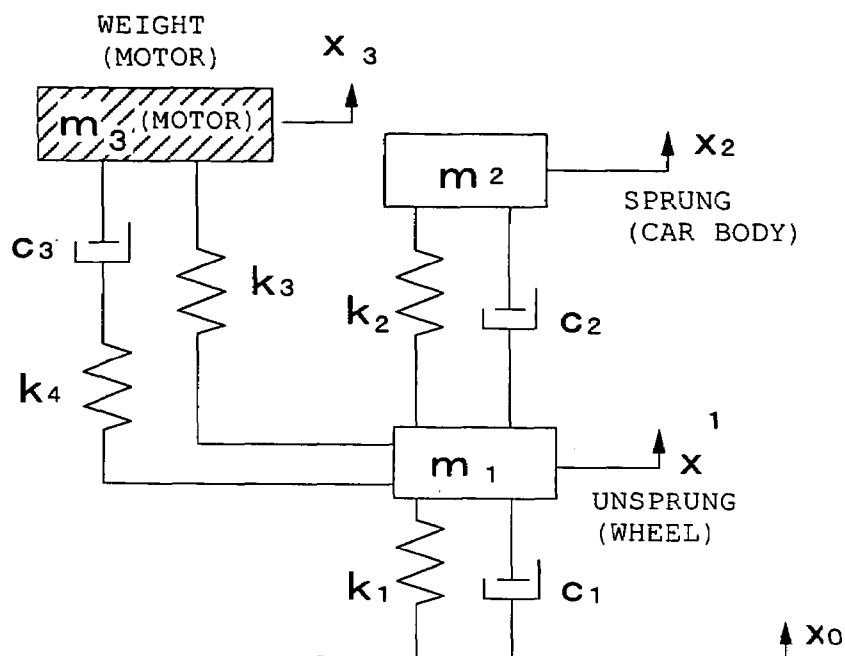 WEIGHT
(MOTOR)
x 3
m 3 (MOTOR)
x2
m 2
SPRUNG
(CAR BODY)
c3
k3
k2
c2
k4
1
x
m 1
UNSPRUNG
(WHEEL)
k1
c1
x0